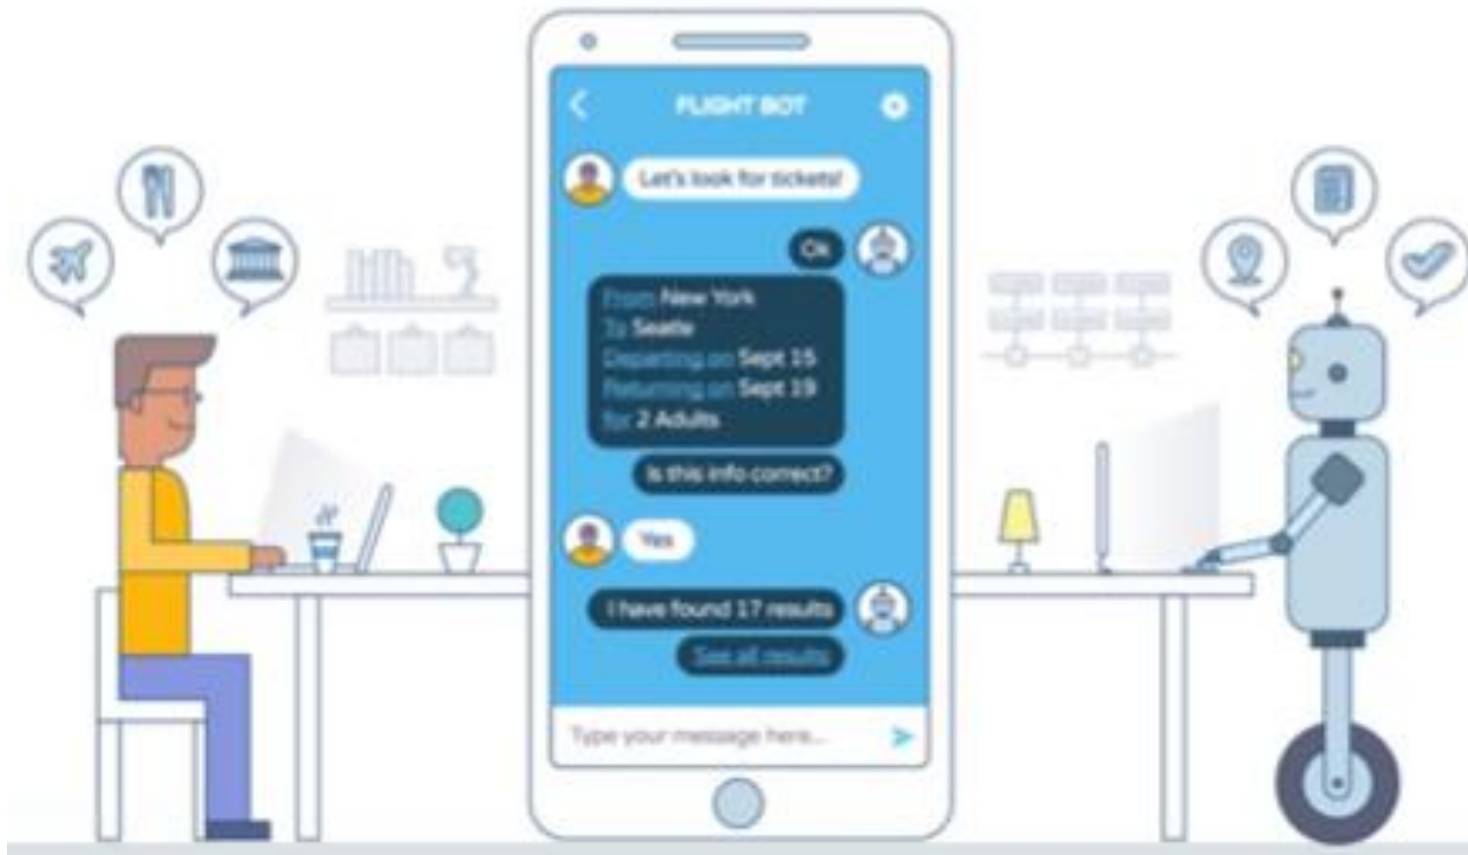 FLIGHT BOT
Let's look for tickets!
Ok
From New York
To Seatle
Departing on Sept 15
Returning on Sept 19
for 2 Adults
Is this info correct?
Yes
I have found 17 results
See all results
Type your message here...